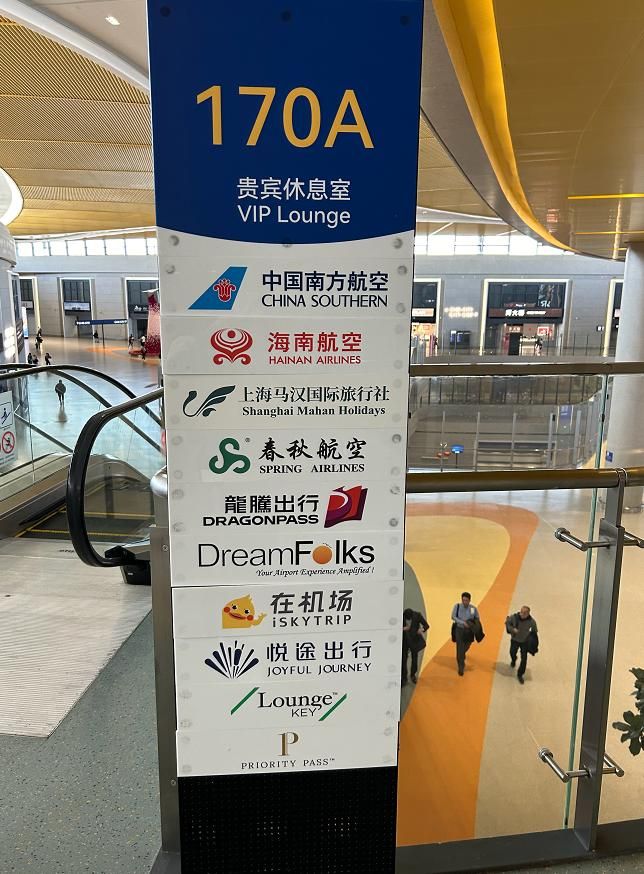 170A
贵宾休息室
VIP Lounge
中国南方航空
CHINA SOUTHERN
海南航空
HAINAN AIRLINES
上海马汉国际旅行社
Shanghai Mahan Holidays
春秋航空
SPRING AIRLINES
龍騰出行
DRAGONPASS
DreamFolks
Your Airport Experience Amplified!
在机场
iSKYTRIP
悦途出行
JOYFUL JOURNEY
Lounge™
KEY
P
PRIORITY PASS™